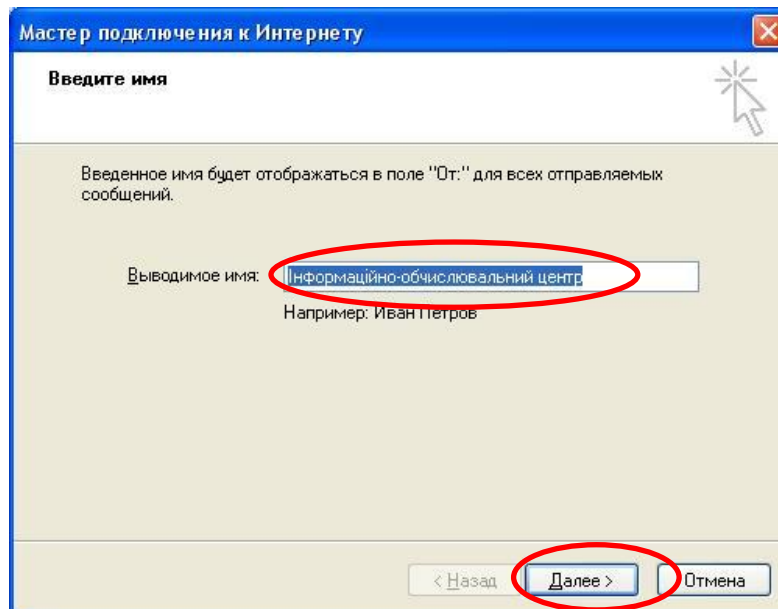 Мастер подключения к Интернету
Введите имя
Введенное имя будет отображаться в поле "От:" для всех отправляемых
сообщений.
Выводимое имя: Інформаційно-обчислювальний центр
Например: Иван Петров
< Назад Далее > Отмена